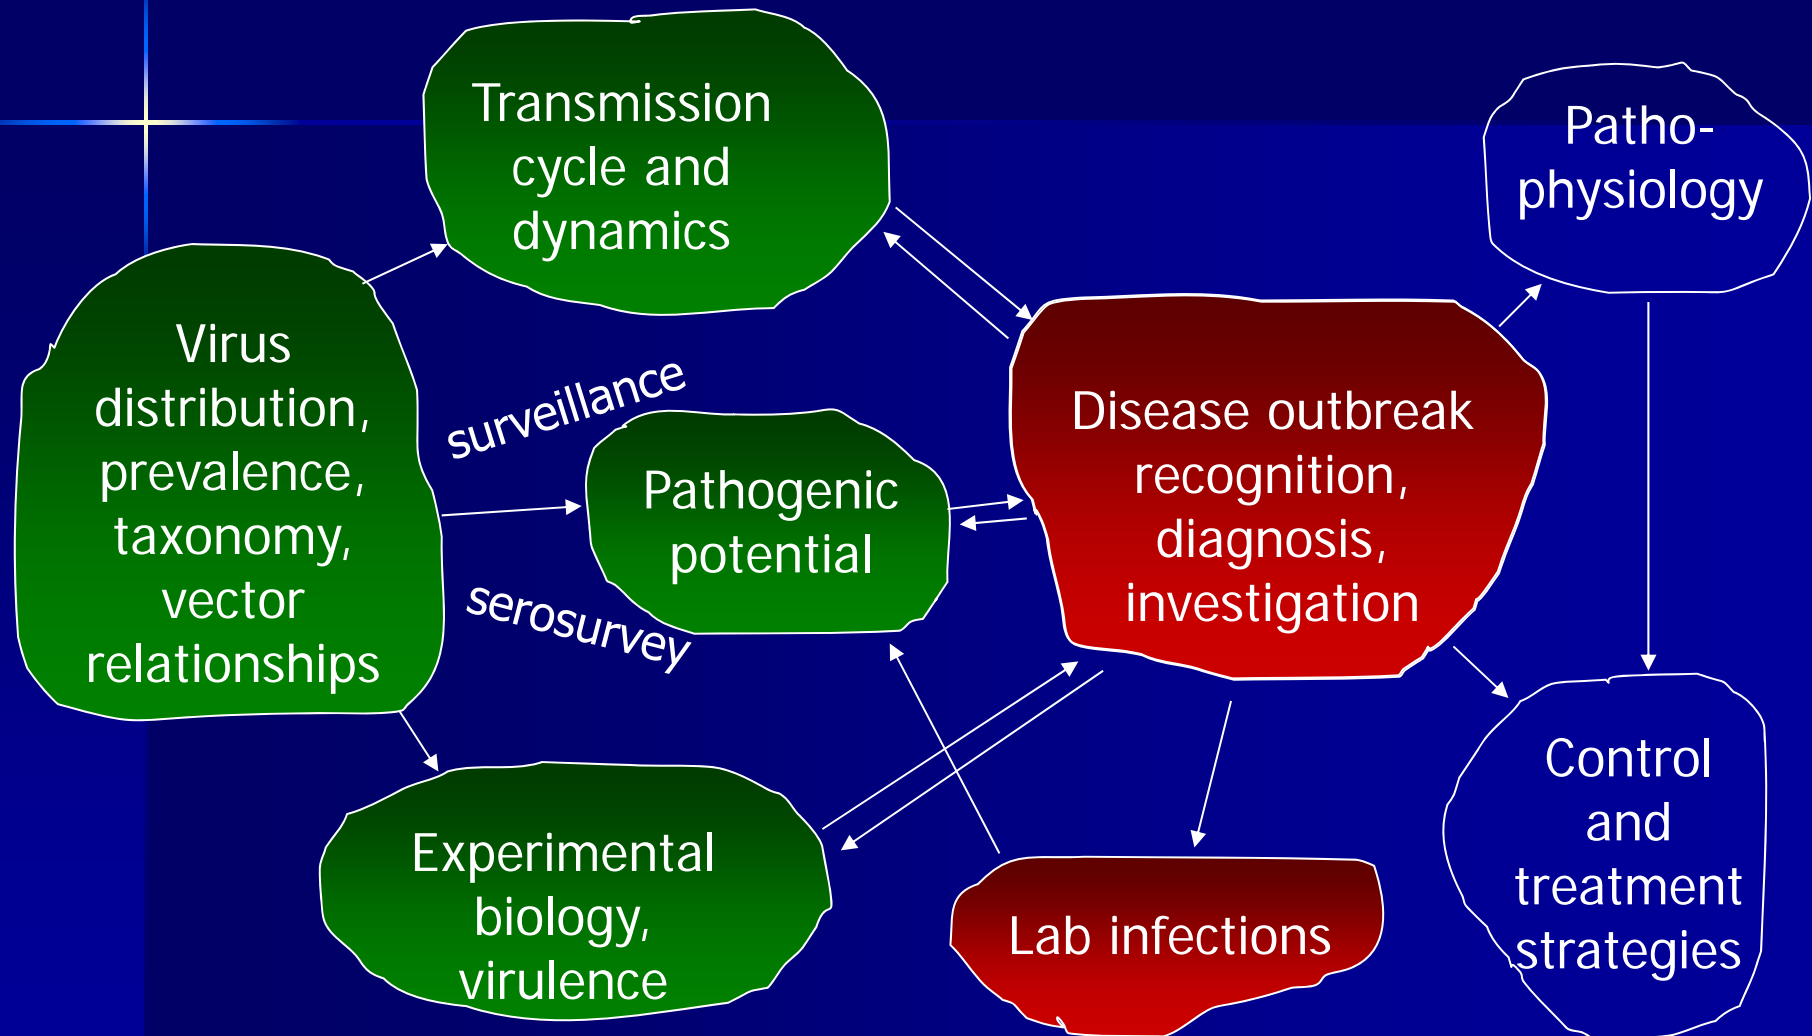 Transmission
cycle and
dynamics
Patho-
physiology
Virus
distribution,
prevalence,
taxonomy,
vector
relationships
surveillance
Pathogenic
potential
serosurvey
Disease outbreak
recognition,
diagnosis,
investigation
Experimental
biology,
virulence
Lab infections
Control
and
treatment
strategies